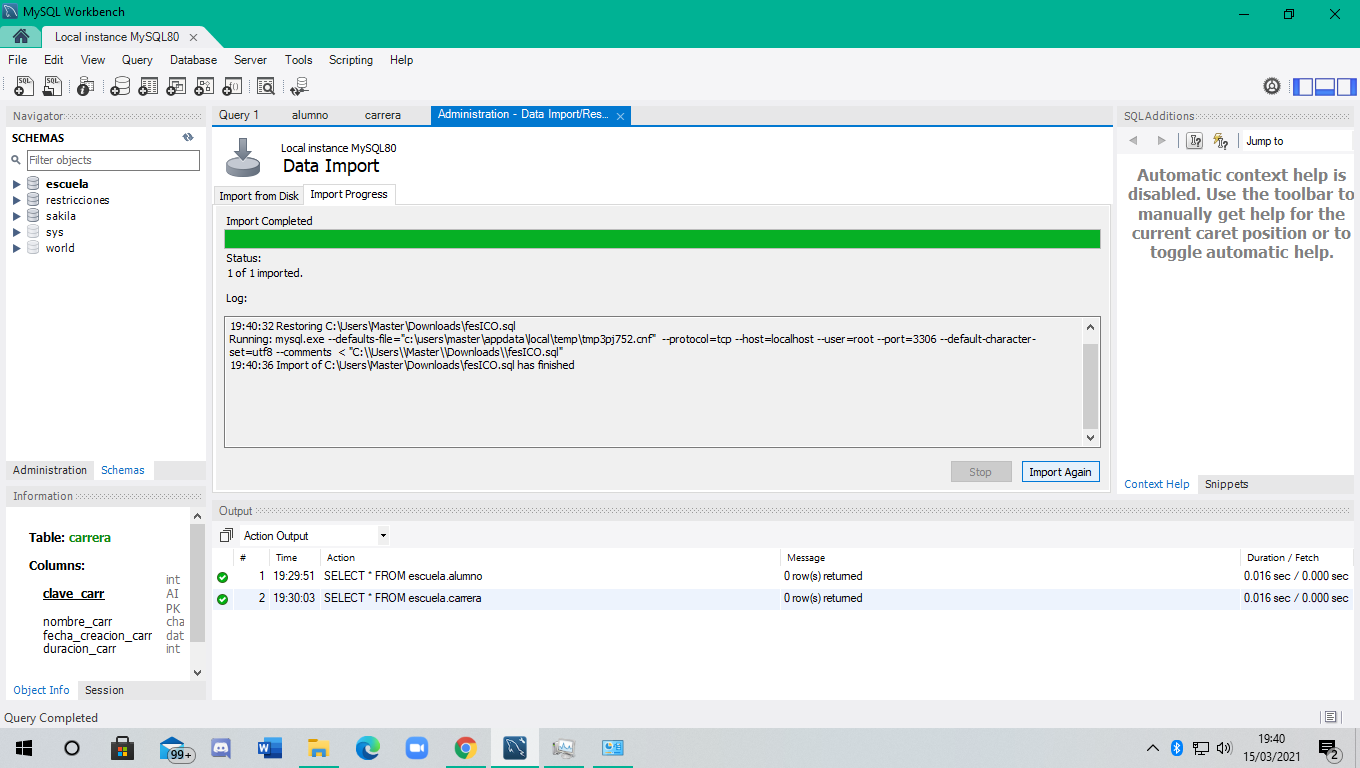 MySQL Workbench
Local instance MySQL80
File Edit View Query Database Server Tools Scripting Help
Navigator
SCHEMAS
Filter objects
escuela
restricciones
sakila
sys
world
Administration Schemas
Information
Table: carrera
Columns:
clave_carr int AI PK
nombre_carr cha
fecha_creacion_carr dat
duracion_carr int
Object Info Session
Query 1 alumno carrera Administration - Data Import/Res...
Local instance MySQL80
Data Import
Import from Disk Import Progress
Import Completed
Status:
1 of 1 imported.
Log:
19:40:32 Restoring C:\Users\Master\Downloads\fesICO.sql
Running: mysql.exe --defaults-file="c:\users\master\appdata\local\temp\tmp3pj752.cnf" --protocol=tcp --host=localhost --user=root --port=3306 --default-character-
set=utf8 --comments < "C:\\Users\\Master\\Downloads\\fesICO.sql"
19:40:36 Import of C:\Users\Master\Downloads\fesICO.sql has finished
Stop Import Again
SQLAdditions
Jump to
Automatic context help is
disabled. Use the toolbar to
manually get help for the
current caret position or to
toggle automatic help.
Context Help Snippets
Output
Action Output
# Time Action Message Duration / Fetch
1 19:29:51 SELECT * FROM escuela.alumno 0 row(s) returned 0.016 sec / 0.000 sec
2 19:30:03 SELECT * FROM escuela.carrera 0 row(s) returned 0.016 sec / 0.000 sec
Query Completed
99+
19:40
15/03/2021
2